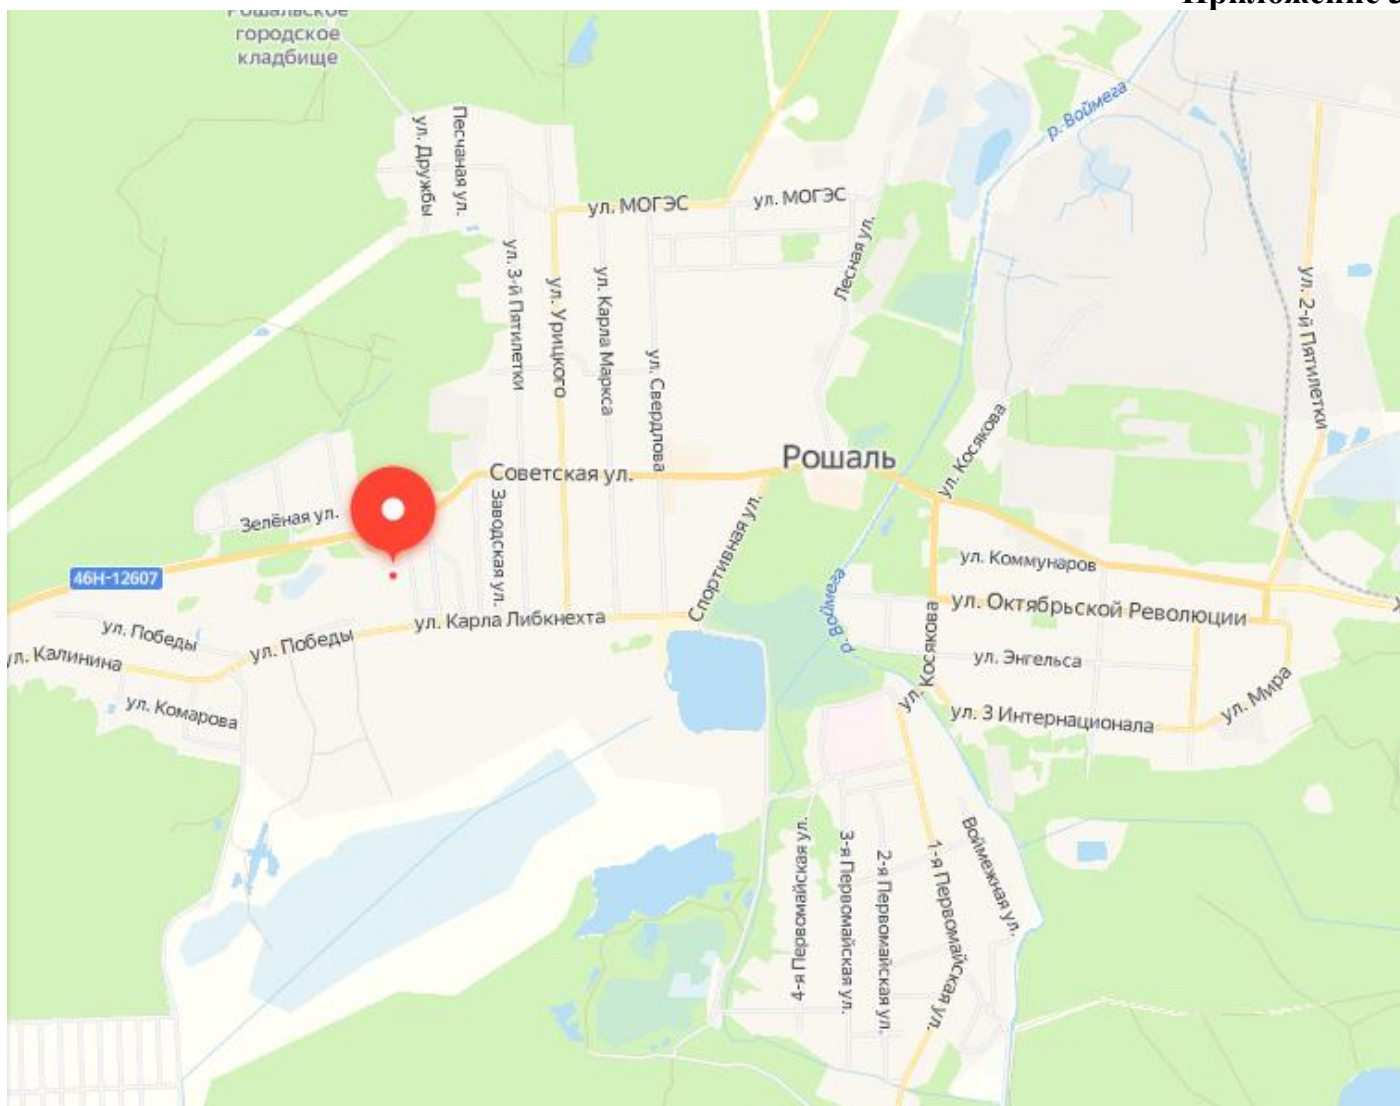 Приложение
Рошальское
городское
кладбище
р. Воймега
Песчаная ул.
ул. Дружбы
ул. МОГЭС
ул. МОГЭС
Лесная ул.
ул. 3-й Пятилетки
ул. Урицкого
ул. Карла Маркса
ул. Свердлова
ул. 2-й Пятилетки
ул. Косякова
Рошаль
Советская ул.
Зелёная ул.
Заводская ул.
Спортивная ул.
46Н-12607
ул. Коммунаров
ул. Октябрьской Революции
р. Воймега
ул. Карла Либкнехта
ул. Победы
ул. Победы
ул. Калинина
ул. Косякова
ул. Энгельса
ул. Комарова
ул. 3 Интернационала
ул. Мира
4-я Первомайская ул.
3-я Первомайская ул.
2-я Первомайская ул.
1-я Первомайская ул.
Воймежная ул.